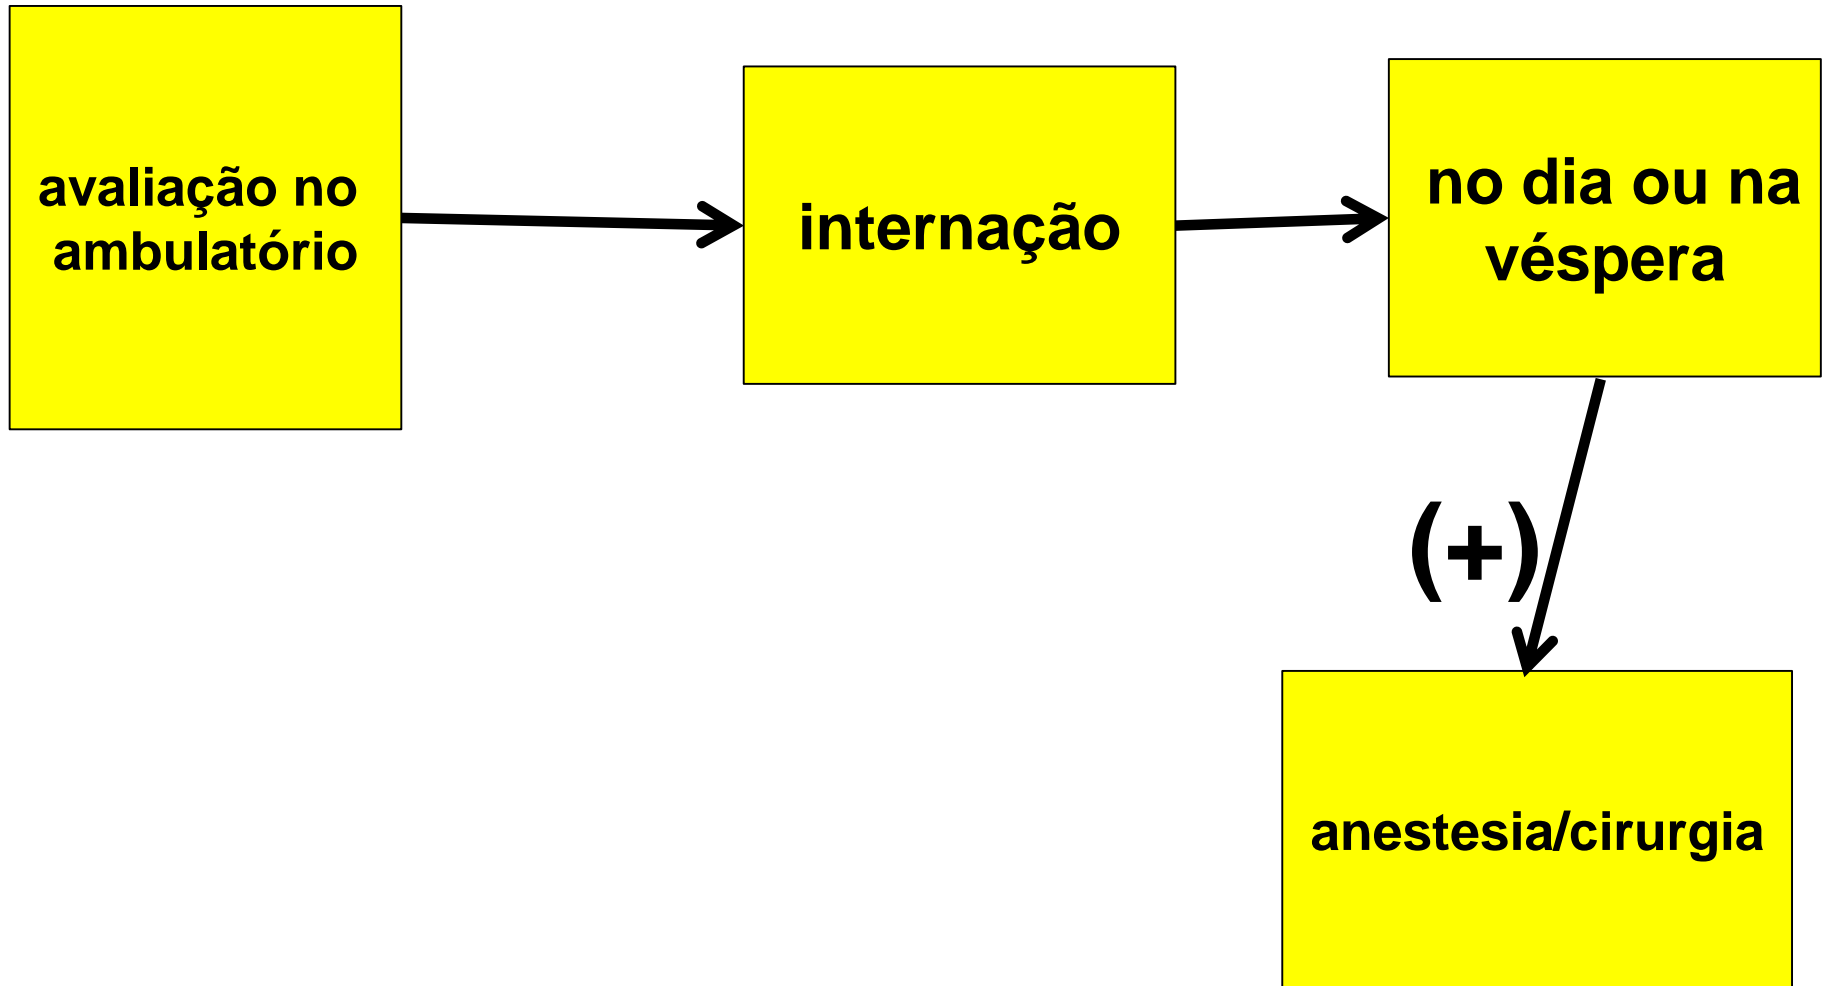 avaliação no
ambulatório
internação
no dia ou na
véspera
(+)
anestesia/cirurgia